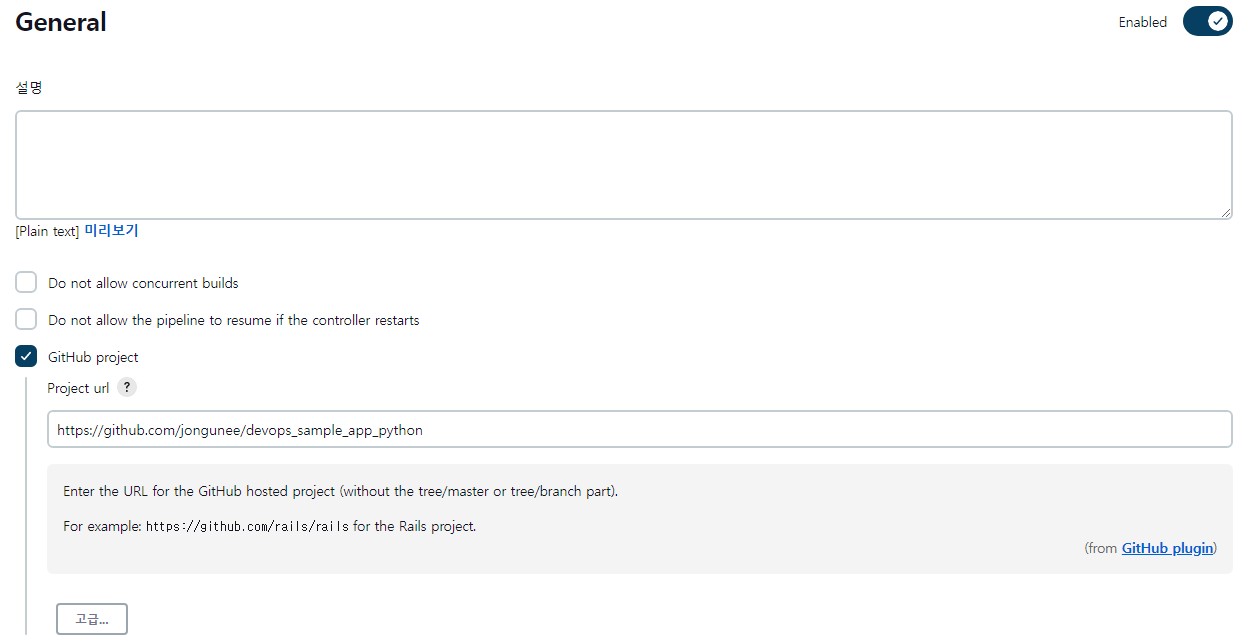 General
Enabled
설명
[Plain text] 미리보기
Do not allow concurrent builds
Do not allow the pipeline to resume if the controller restarts
GitHub project
Project url ?
https://github.com/jongunee/devops_sample_app_python
Enter the URL for the GitHub hosted project (without the tree/master or tree/branch part).
For example: https://github.com/rails/rails for the Rails project.
(from GitHub plugin)
고급...